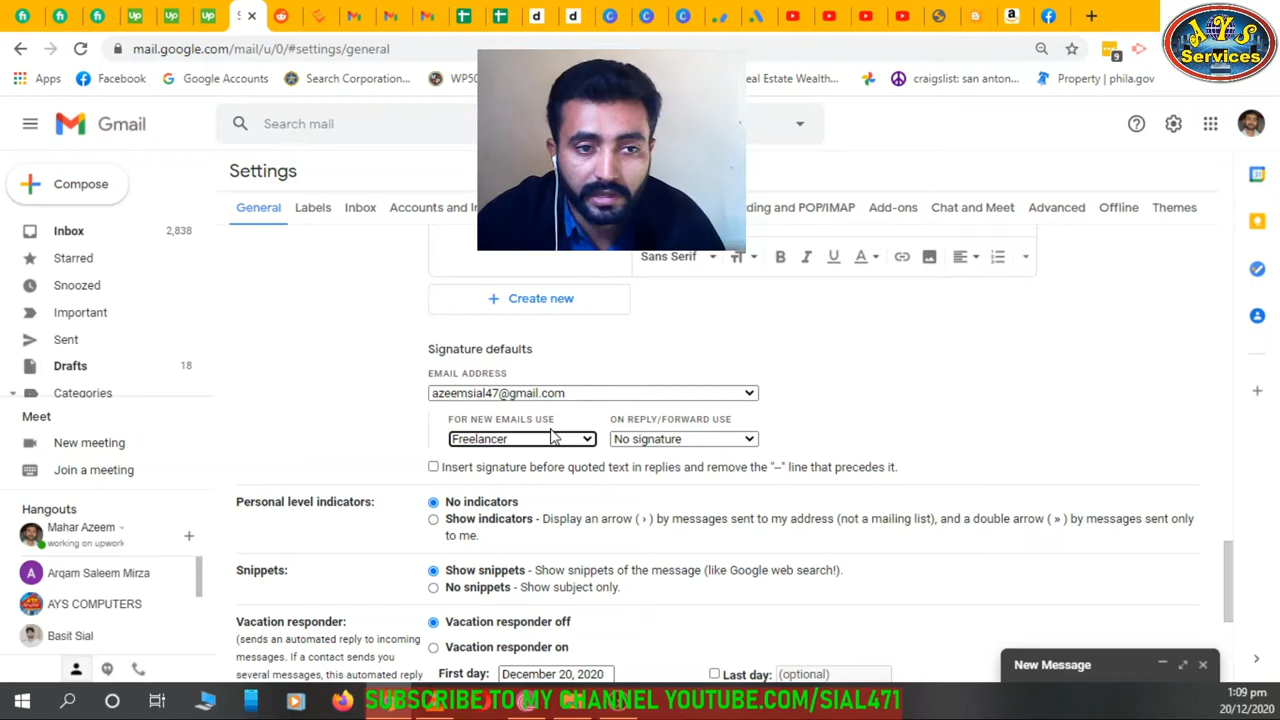 mail.google.com/mail/u/0/#settings/general
9
AYS
Services
Apps
Facebook
Google Accounts
Search Corporation...
WP50
Real Estate Wealth...
craigslist: san anton...
Property | phila.gov
Gmail
Search mail
Settings
Compose
General
Labels
Inbox
Accounts and In
ding and POP/IMAP
Add-ons
Chat and Meet
Advanced
Offline
Themes
Inbox
2,838
Starred
Snoozed
Important
Sent
Drafts
18
Categories
Sans Serif
Create new
Signature defaults
EMAIL ADDRESS
azeemsial47@gmail.com
FOR NEW EMAILS USE
ON REPLY/FORWARD USE
Freelancer
No signature
Insert signature before quoted text in replies and remove the "--" line that precedes it.
Meet
New meeting
Join a meeting
Hangouts
Mahar Azeem
working on upwork
Arqam Saleem Mirza
AYS COMPUTERS
Basit Sial
Personal level indicators:
No indicators
Show indicators - Display an arrow ( › ) by messages sent to my address (not a mailing list), and a double arrow ( » ) by messages sent only
to me.
Snippets:
Show snippets - Show snippets of the message (like Google web search!).
No snippets - Show subject only.
Vacation responder:
(sends an automated reply to incoming
messages. If a contact sends you
several messages, this automated reply
Vacation responder off
Vacation responder on
First day:
December 20, 2020
Last day:
(optional)
New Message
SUBSCRIBE TO MY CHANNEL YOUTUBE.COM/SIAL471
1:09 pm
20/12/2020